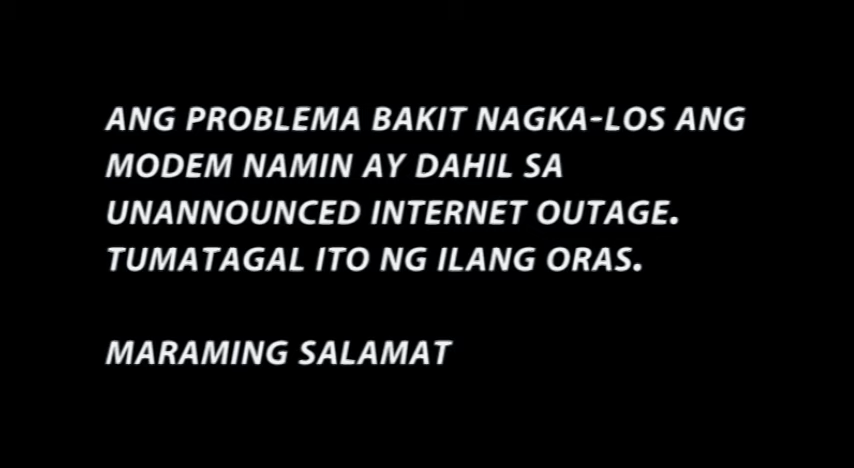 ANG PROBLEMA BAKIT NAGKA-LOS ANG
MODEM NAMIN AY DAHIL SA
UNANNOUNCED INTERNET OUTAGE.
TUMATAGAL ITO NG ILANG ORAS.
MARAMING SALAMAT